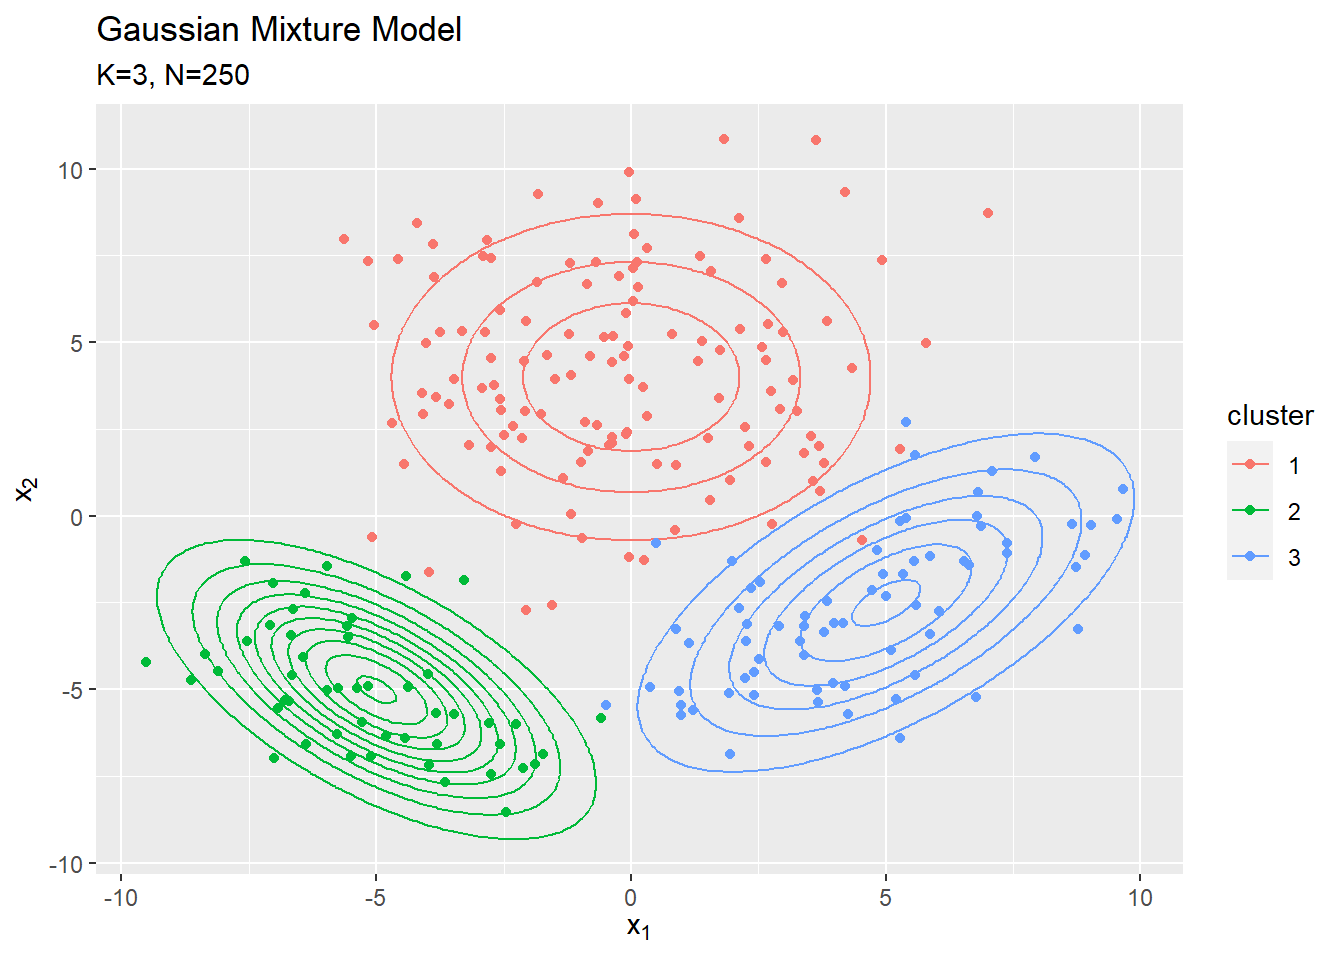 Gaussian Mixture Model
K=3, N=250
10
5
0
-5
-10
x₂
-10 -5 0 5 10
x₁
cluster
1
2
3